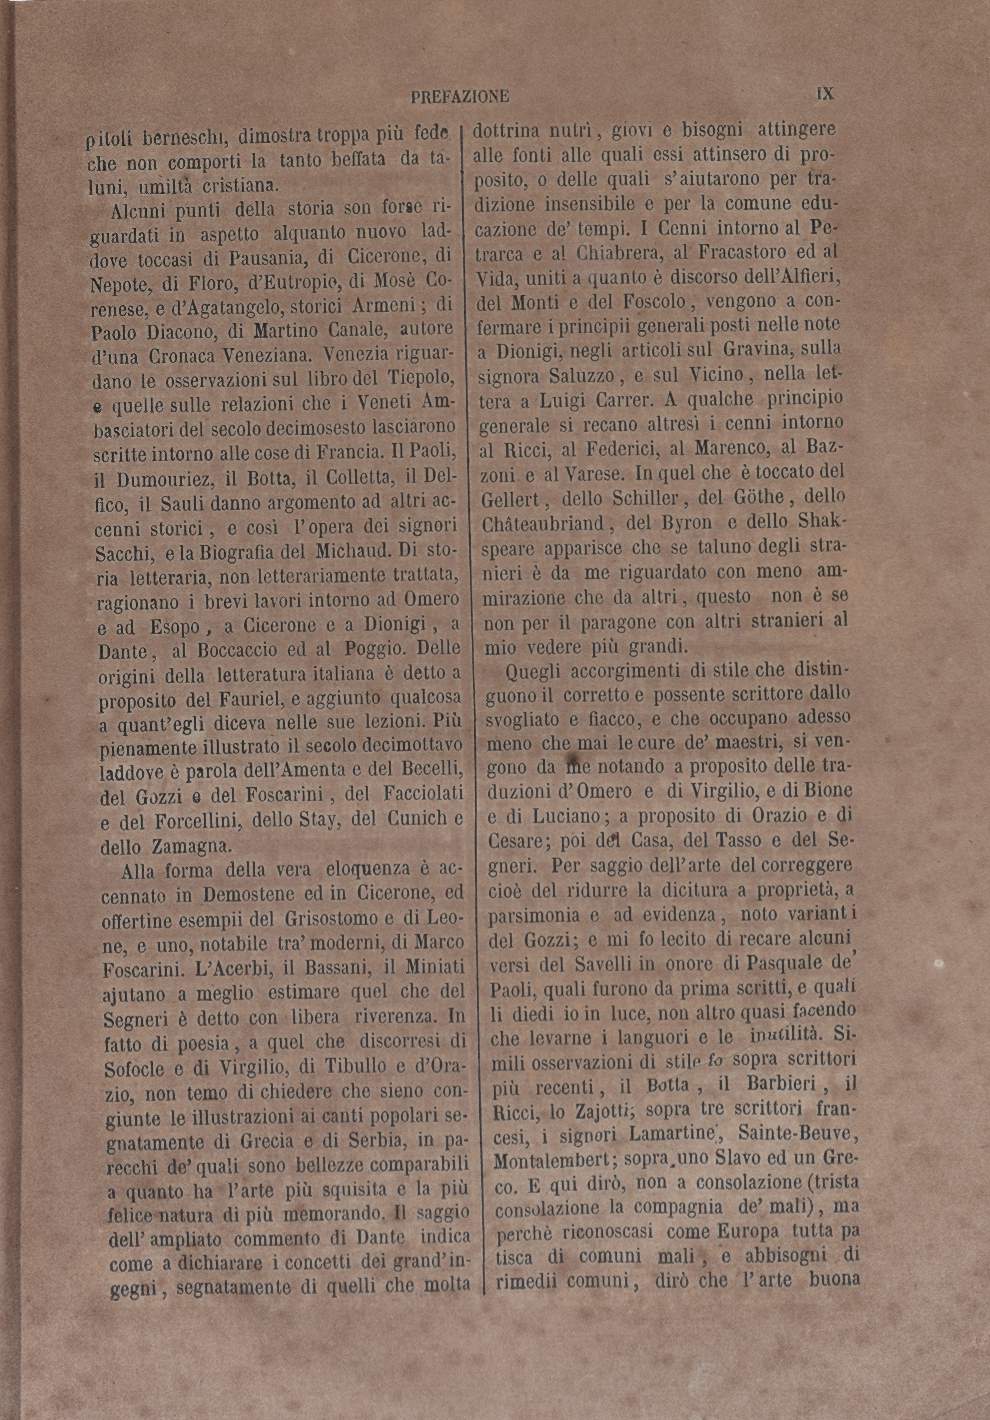 PREFAZIONE
IX
pitoli berneschi, dimostra troppa più fede
che non comporti la tanto beffata da ta-
luni, umiltà cristiana.
Alcuni punti della storia son forse ri-
guardati in aspetto alquanto nuovo lad-
dove toccasi di Pausania, di Cicerone, di
Nepote, di Floro, d'Eutropio, di Mosè Co-
renese, e d'Agatangelo, storici Armeni; di
Paolo Diacono, di Martino Canale, autore
d'una Cronaca Veneziana. Venezia riguar-
dano le osservazioni sul libro del Tiepolo,
e quelle sulle relazioni che i Veneti Am-
basciatori del secolo decimosesto lasciarono
scritte intorno alle cose di Francia. Il Paoli,
il Dumouriez, il Botta, il Colletta, il Del-
fico, il Sauli danno argomento ad altri ac-
cenni storici, e così l'opera dei signori
Sacchi, e la Biografia del Michaud. Di sto-
ria letteraria, non letterariamente trattata,
ragionano i brevi lavori intorno ad Omero
e ad Esopo, a Cicerone e a Dionigi, a
Dante, al Boccaccio ed al Poggio. Delle
origini della letteratura italiana è detto a
proposito del Fauriel, e aggiunto qualcosa
a quant'egli diceva nelle sue lezioni. Più
pienamente illustrato il secolo decimottavo
laddove è parola dell'Amenta e del Becelli,
del Gozzi e del Foscarini, del Facciolati
e del Forcellini, dello Stay, del Cunich e
dello Zamagna.
Alla forma della vera eloquenza è ac-
cennato in Demostene ed in Cicerone, ed
offertine esempii del Grisostomo e di Leo-
ne, e uno, notabile tra' moderni, di Marco
Foscarini. L'Acerbi, il Bassani, il Miniati
ajutano a meglio estimare quel che del
Segneri è detto con libera riverenza. In
fatto di poesia, a quel che discorresi di
Sofocle e di Virgilio, di Tibullo e d'Ora-
zio, non temo di chiedere che sieno con-
giunte le illustrazioni ai canti popolari se-
gnatamente di Grecia e di Serbia, in pa-
recchi de' quali sono bellezze comparabili
a quanto ha l'arte più squisita e la più
felice natura di più memorando. Il saggio
dell' ampliato commento di Dante indica
come a dichiarare i concetti dei grand'in-
gegni, segnatamente di quelli che molta
dottrina nutrì, giovi e bisogni attingere
alle fonti alle quali essi attinsero di pro-
posito, o delle quali s'aiutarono per tra-
dizione insensibile e per la comune edu-
cazione de' tempi. I Cenni intorno al Pe-
trarca e al Chiabrera, al Fracastoro ed al
Vida, uniti a quanto è discorso dell'Alfieri,
del Monti e del Foscolo, vengono a con-
fermare i principii generali posti nelle note
a Dionigi, negli articoli sul Gravina, sulla
signora Saluzzo, e sul Vicino, nella let-
tera a Luigi Carrer. A qualche principio
generale si recano altresì i cenni intorno
al Ricci, al Federici, al Marenco, al Baz-
zoni e al Varese. In quel che è toccato del
Gellert, dello Schiller, del Göthe, dello
Châteaubriand, del Byron e dello Shak-
speare apparisce che se taluno degli stra-
nieri è da me riguardato con meno am-
mirazione che da altri, questo non è se
non per il paragone con altri stranieri al
mio vedere più grandi.
Quegli accorgimenti di stile che distin-
guono il corretto e possente scrittore dallo
svogliato e fiacco, e che occupano adesso
meno che mai le cure de' maestri, si ven-
gono da me notando a proposito delle tra-
duzioni d'Omero e di Virgilio, e di Bione
e di Luciano; a proposito di Orazio e di
Cesare; poi del Casa, del Tasso e del Se-
gneri. Per saggio dell'arte del correggere
cioè del ridurre la dicitura a proprietà, a
parsimonia e ad evidenza, noto varianti
del Gozzi; e mi fo lecito di recare alcuni
versi del Savelli in onore di Pasquale de'
Paoli, quali furono da prima scritti, e quali
li diedi io in luce, non altro quasi facendo
che levarne i languori e le inutilità. Si-
mili osservazioni di stile fo sopra scrittori
più recenti, il Botta, il Barbieri, il
Ricci, lo Zajotti; sopra tre scrittori fran-
cesi, i signori Lamartine, Sainte-Beuve,
Montalembert; sopra uno Slavo ed un Gre-
co. E qui dirò, non a consolazione (trista
consolazione la compagnia de' mali), ma
perchè riconoscasi come Europa tutta pa
tisca di comuni mali, e abbisogni di
rimedii comuni, dirò che l'arte buona